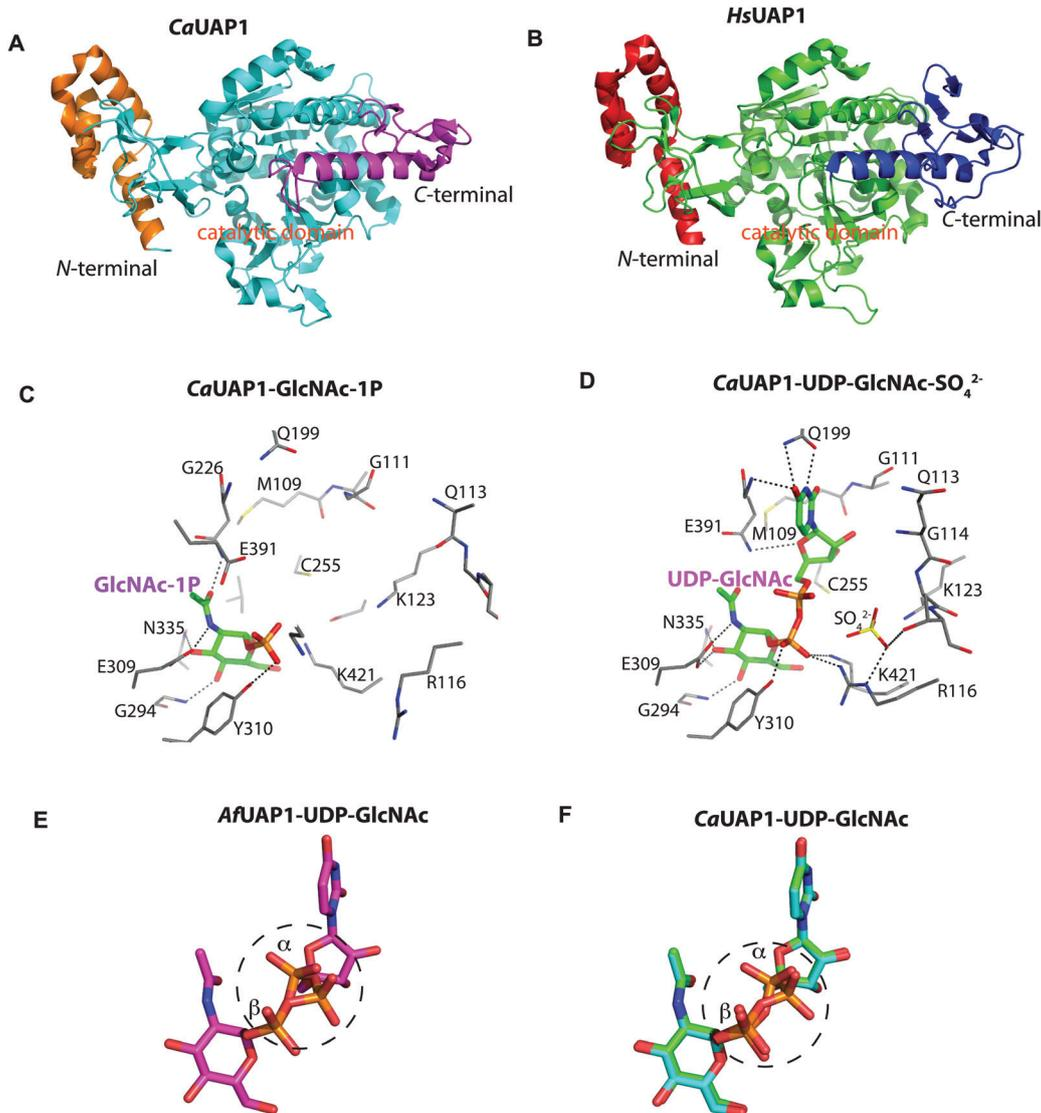 A
CaUAP1
N-terminal
catalytic domain
C-terminal
B
HsUAP1
N-terminal
catalytic domain
C-terminal
C
CaUAP1-GlcNAc-1P
Q199
G226
M109
G111
Q113
E391
C255
GlcNAc-1P
K123
N335
E309
K421
R116
G294
Y310
D
CaUAP1-UDP-GlcNAc-SO₄²⁻
Q199
G111
Q113
E391
M109
G114
UDP-GlcNAc
C255
K123
SO₄²⁻
N335
E309
K421
R116
G294
Y310
E
AfUAP1-UDP-GlcNAc
α
β
F
CaUAP1-UDP-GlcNAc
α
β